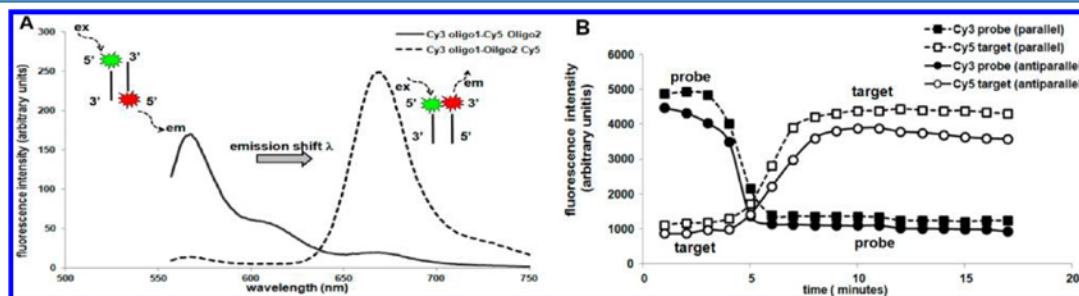 A
ex
5'
3'
3'
5'
em
Cy3 oligo1-Cy5 Oligo2
Cy3 oligo1-Oilgo2 Cy5
em
ex
5'
3'
3'
5'
emission shift λ
300
250
200
150
100
50
0
fluorescence intensity (arbitrary units)
500
550
600
650
700
750
wavelength (nm)
B
Cy3 probe (parallel)
Cy5 target (parallel)
Cy3 probe (antiparallel)
Cy5 target (antiparallel)
probe
target
target
probe
6000
5000
4000
3000
2000
1000
0
fluorescence intensity
(arbitrary unitis)
0
5
10
15
20
time ( minutes)